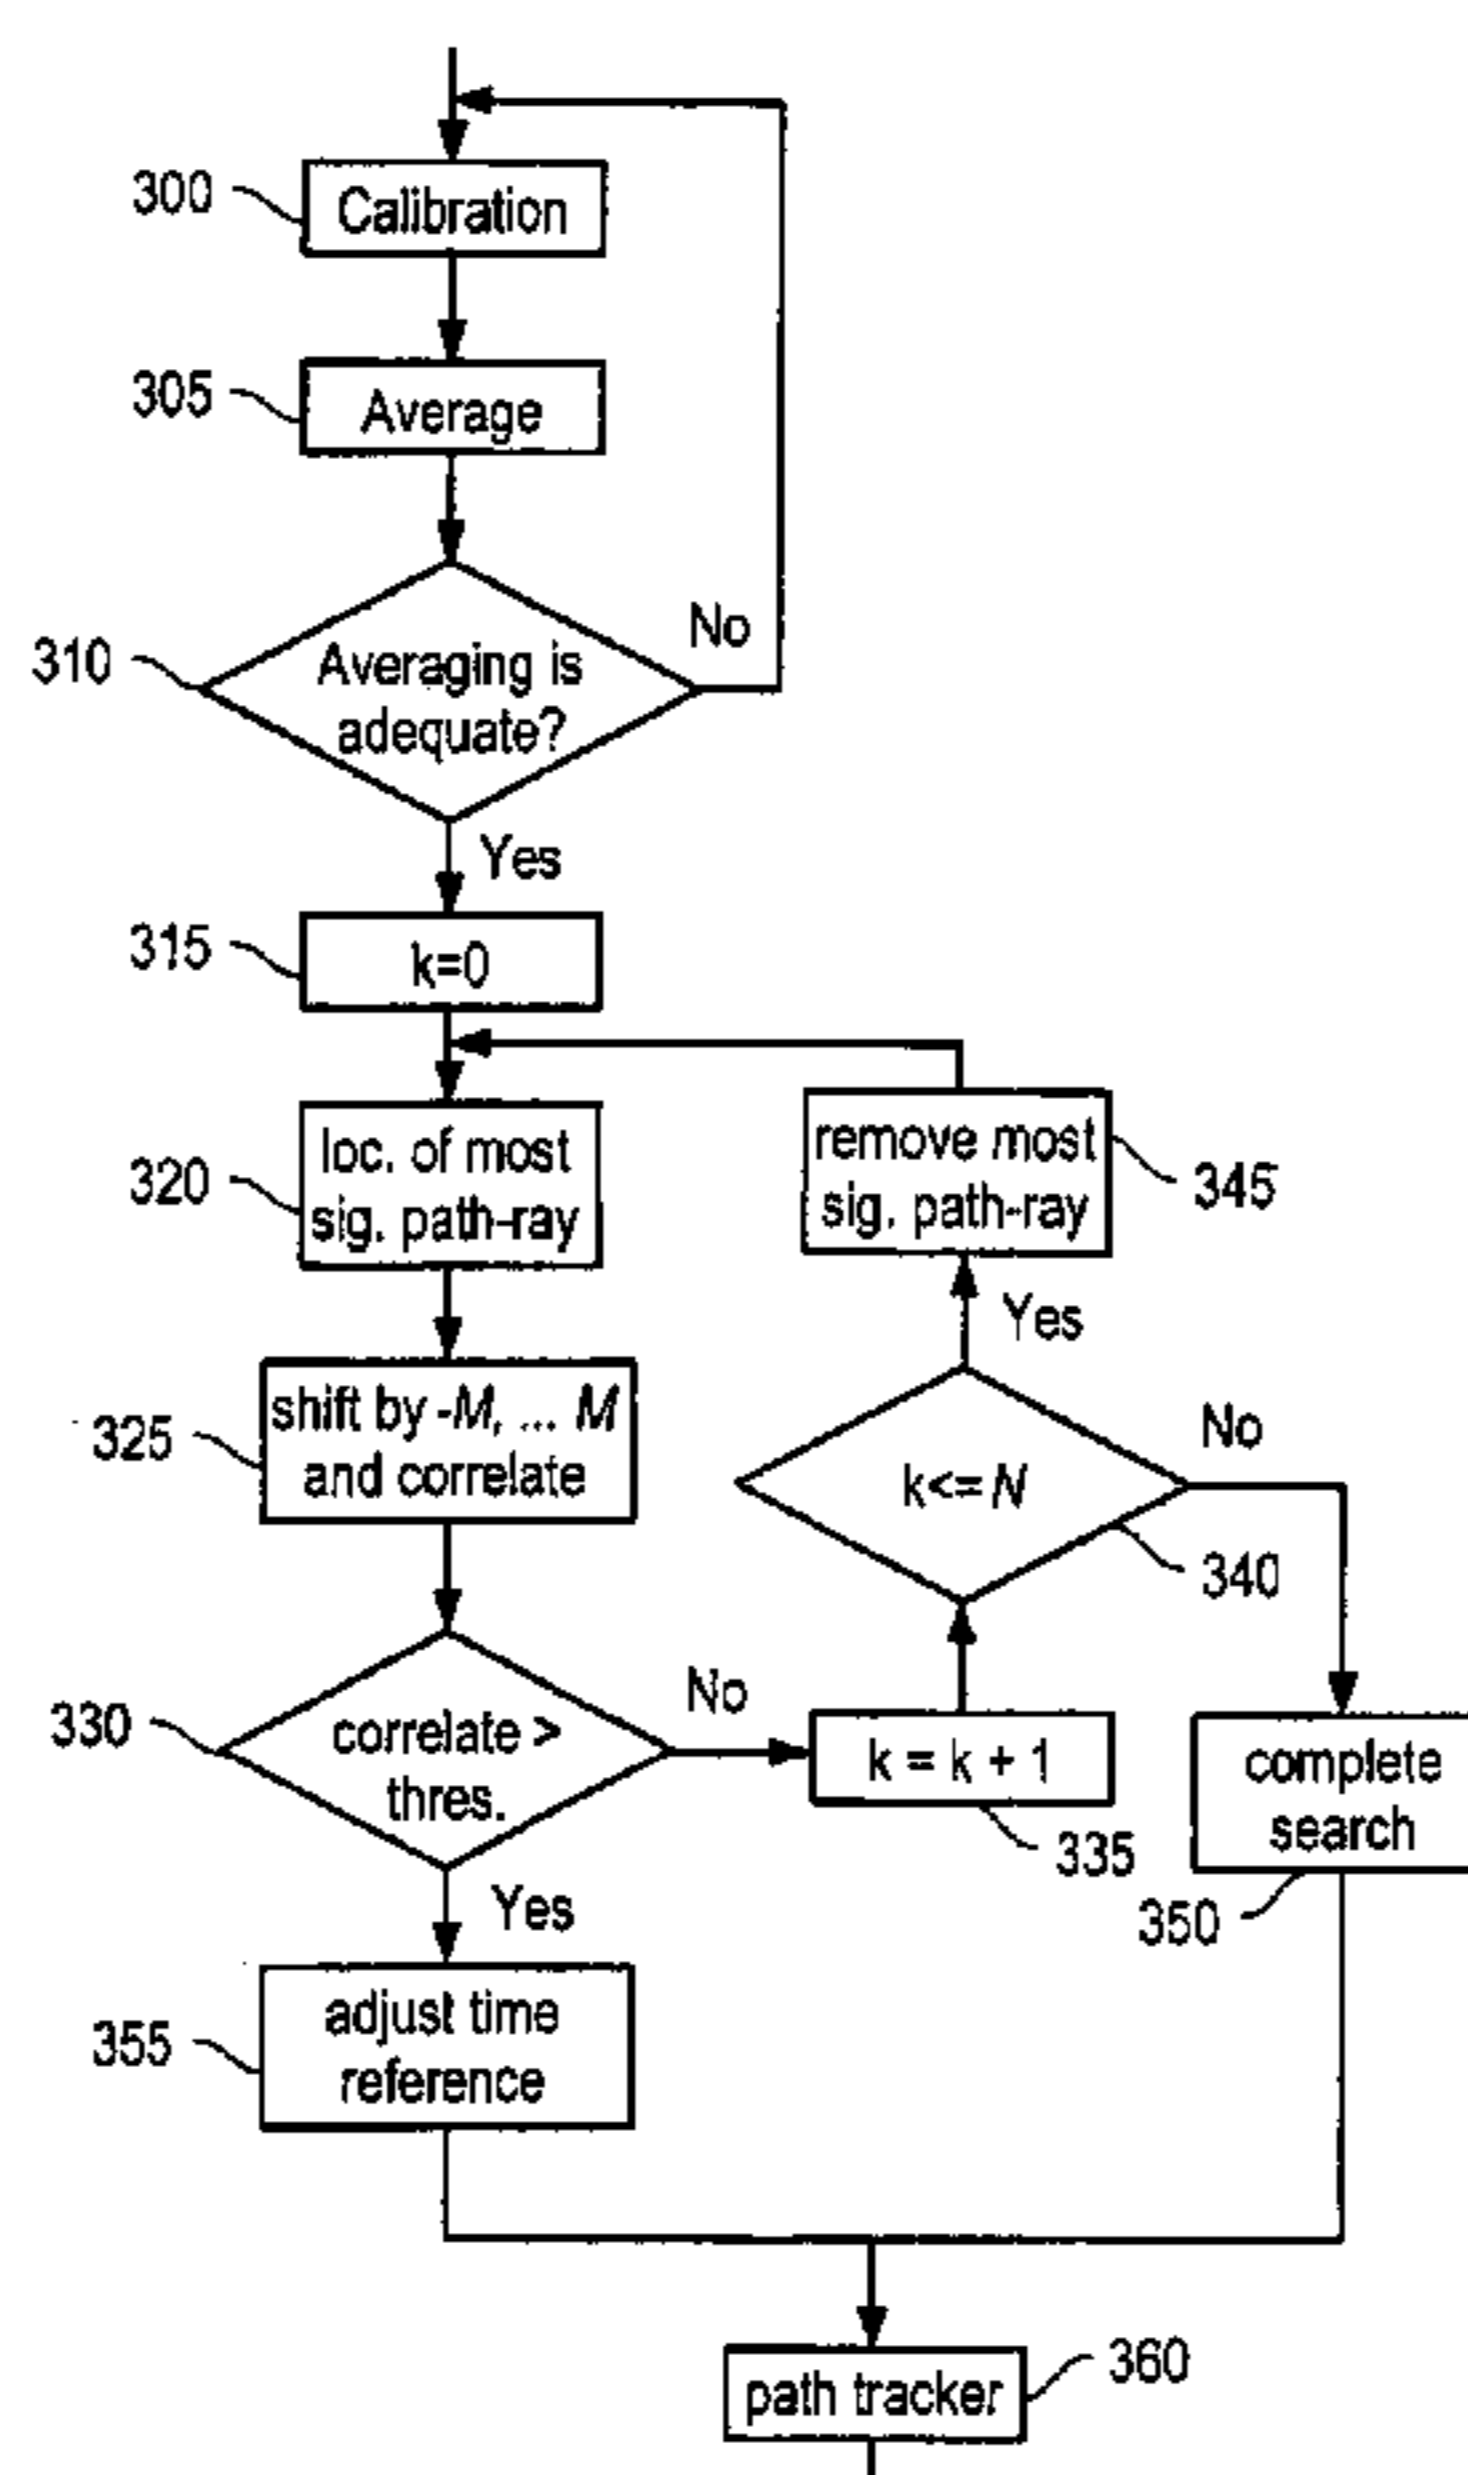 300
Calibration
305
Average
310
Averaging is
adequate?
No
Yes
315
k=0
320
loc. of most
sig. path-ray
remove most
sig. path-ray
345
Yes
325
shift by -M, ... M
and correlate
k<= N
No
340
330
correlate >
thres.
No
k = k + 1
335
complete
search
350
Yes
355
adjust time
reference
path tracker
360